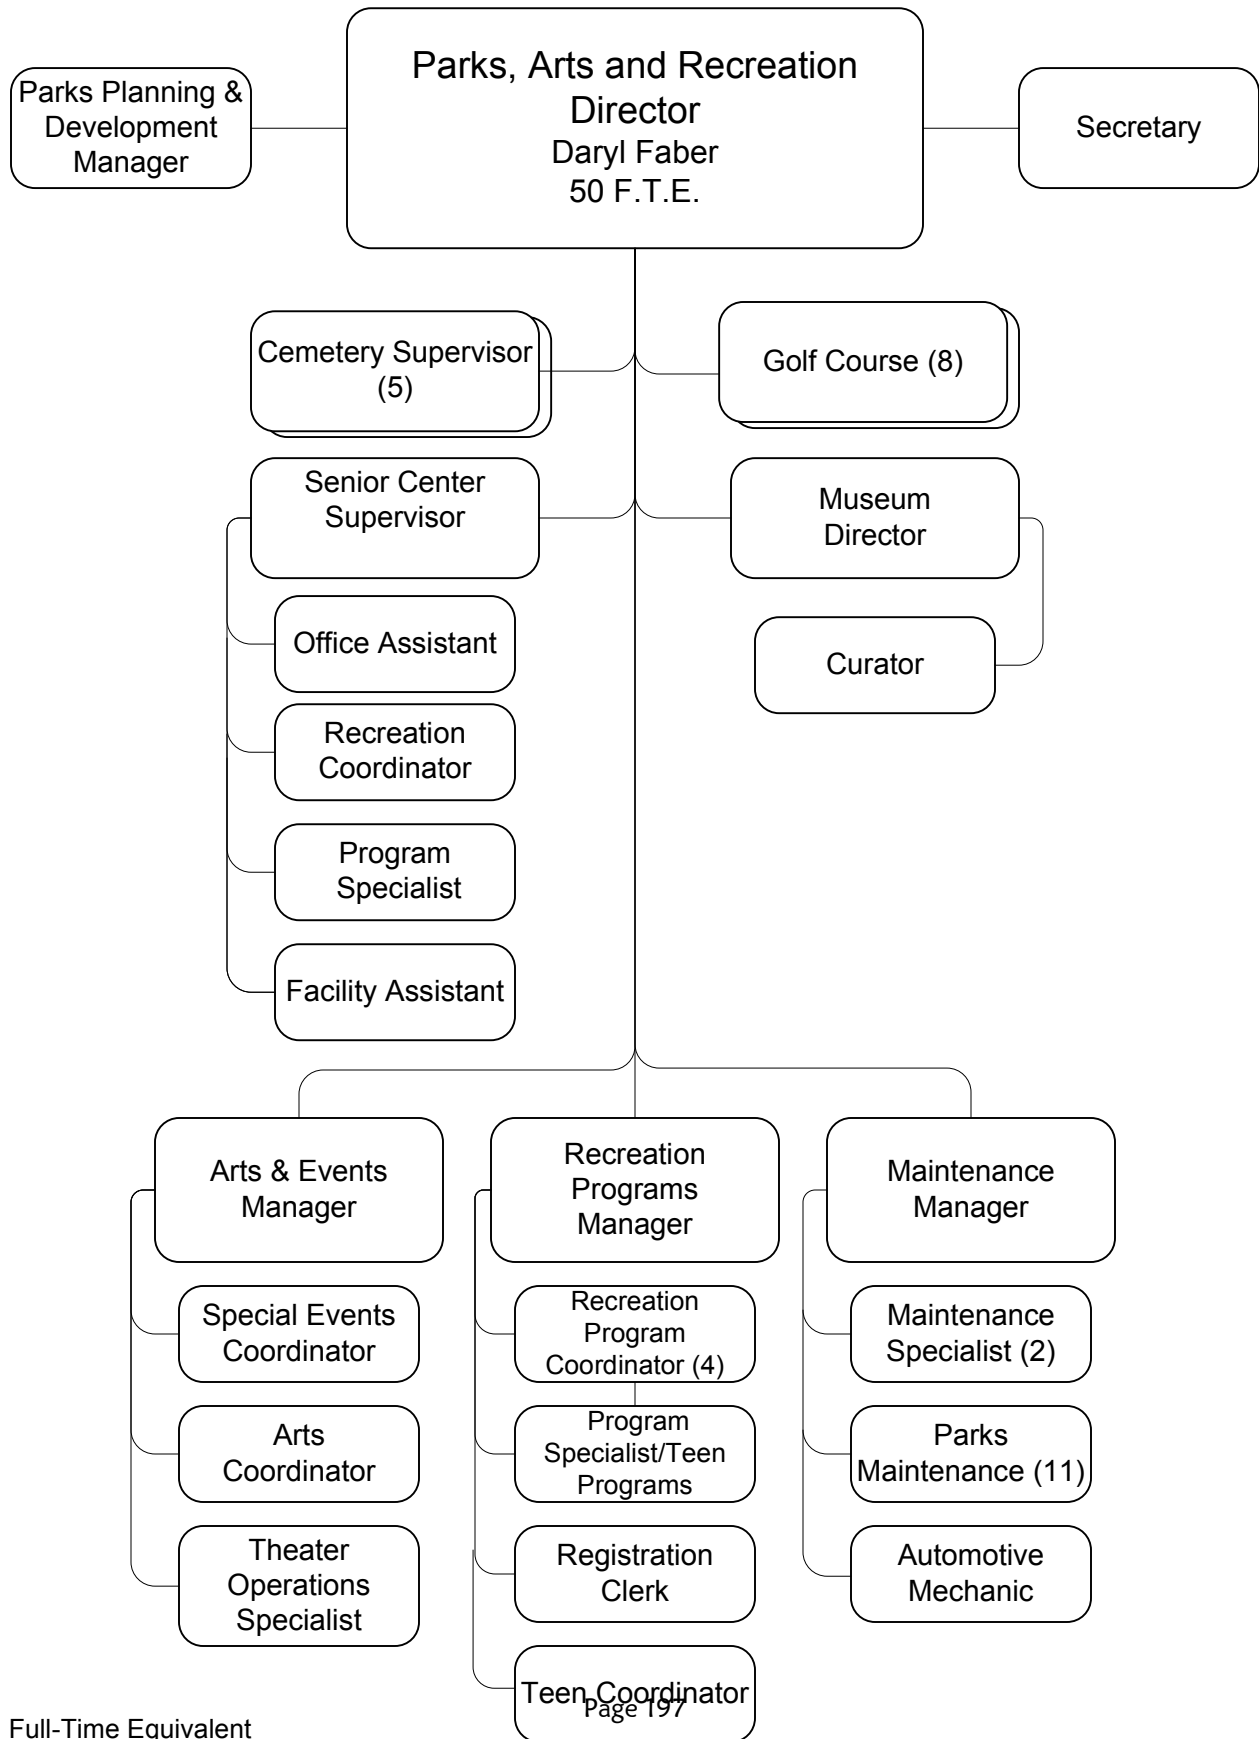 Parks, Arts and Recreation
Director
Daryl Faber
50 F.T.E.
Parks Planning &
Development
Manager
Secretary
Cemetery Supervisor
(5)
Golf Course (8)
Senior Center
Supervisor
Museum
Director
Office Assistant
Curator
Recreation
Coordinator
Program
Specialist
Facility Assistant
Arts & Events
Manager
Special Events
Coordinator
Arts
Coordinator
Theater
Operations
Specialist
Recreation
Programs
Manager
Recreation
Program
Coordinator (4)
Program
Specialist/Teen
Programs
Registration
Clerk
Teen Coordinator
Maintenance
Manager
Maintenance
Specialist (2)
Parks
Maintenance (11)
Automotive
Mechanic
Page 197
Full-Time Equivalent